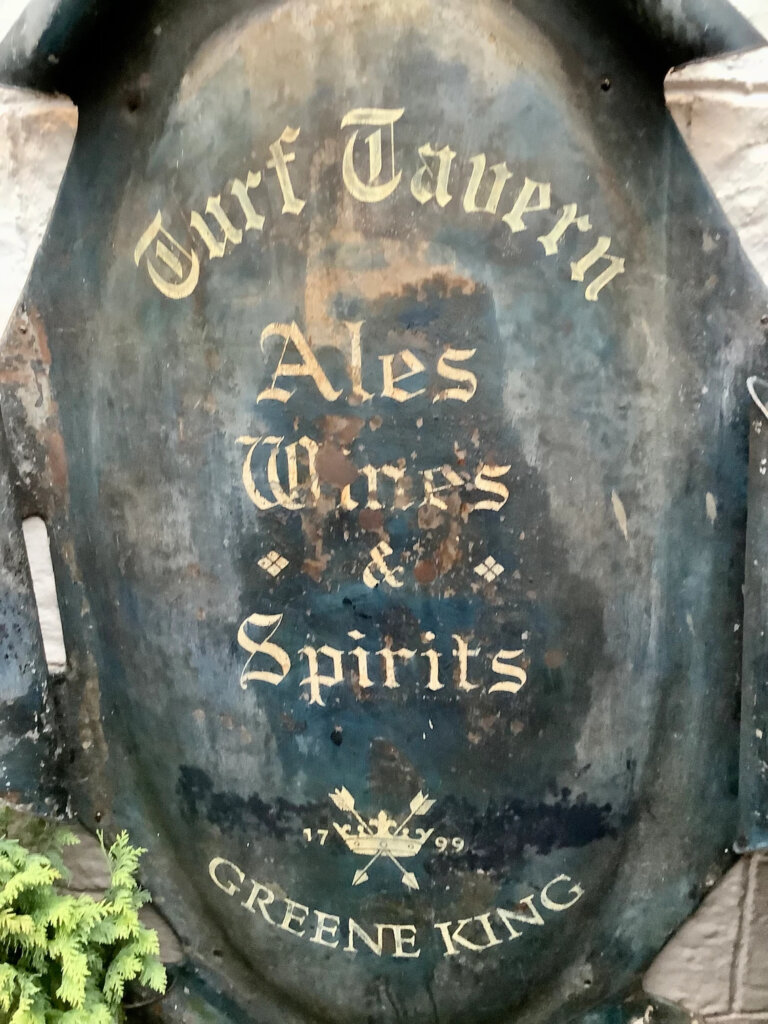 Turf Tavern
Ales
Wines
&
Spirits
17 99
GREENE KING